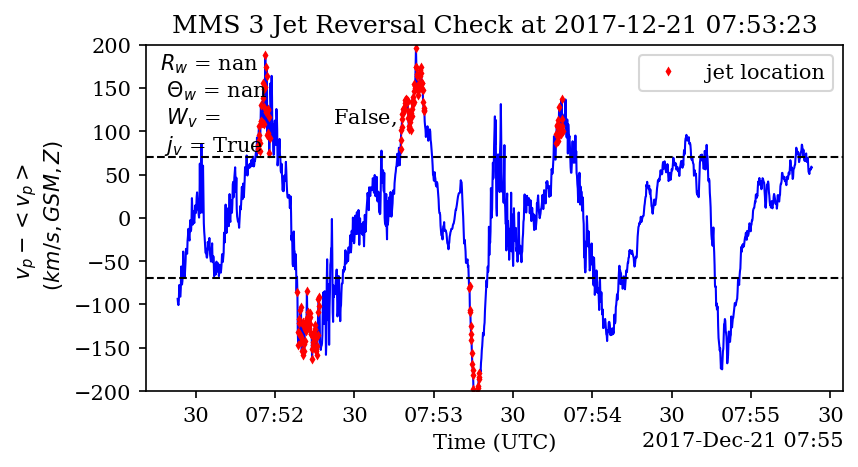 MMS 3 Jet Reversal Check at 2017-12-21 07:53:23
R_w = nan
Θ_w = nan
W_v = False,
j_v = True
jet location
v_p − < v_p >
(km/s, GSM, Z)
200
150
100
50
0
−50
−100
−150
−200
30 07:52 30 07:53 30 07:54 30 07:55 30
Time (UTC)
2017-Dec-21 07:55